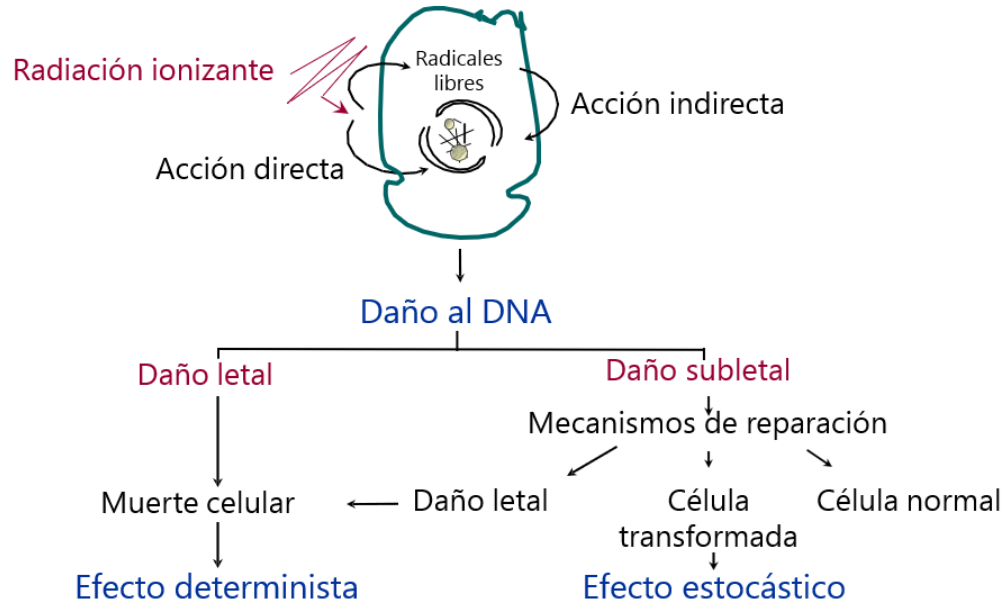 Radicales
libres
Radiación ionizante
Acción indirecta
Acción directa
Daño al DNA
Daño letal
Daño subletal
Mecanismos de reparación
Muerte celular
Daño letal
Célula
transformada
Célula normal
Efecto determinista
Efecto estocástico